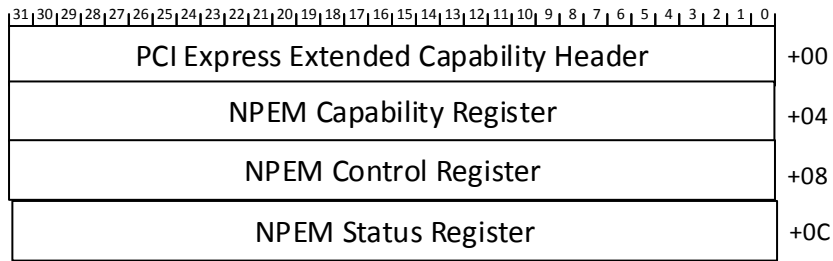 31 30 29 28 27 26 25 24 23 22 21 20 19 18 17 16 15 14 13 12 11 10 9 8 7 6 5 4 3 2 1 0
PCI Express Extended Capability Header +00
NPEM Capability Register +04
NPEM Control Register +08
NPEM Status Register +0C